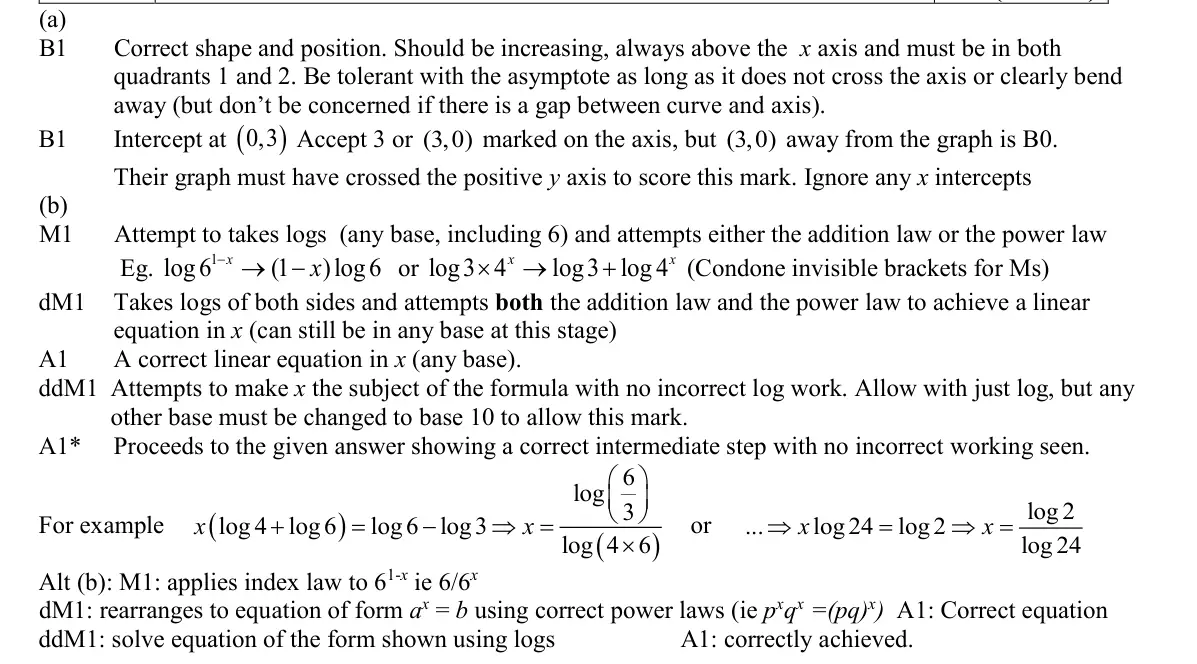 (a)
B1 Correct shape and position. Should be increasing, always above the x axis and must be in both
quadrants 1 and 2. Be tolerant with the asymptote as long as it does not cross the axis or clearly bend
away (but don't be concerned if there is a gap between curve and axis).
B1 Intercept at (0,3) Accept 3 or (3,0) marked on the axis, but (3,0) away from the graph is B0.
Their graph must have crossed the positive y axis to score this mark. Ignore any x intercepts
(b)
M1 Attempt to takes logs (any base, including 6) and attempts either the addition law or the power law
Eg. log 6^{1−x} → (1−x) log 6 or log 3×4^x → log 3 + log 4^x (Condone invisible brackets for Ms)
dM1 Takes logs of both sides and attempts both the addition law and the power law to achieve a linear
equation in x (can still be in any base at this stage)
A1 A correct linear equation in x (any base).
ddM1 Attempts to make x the subject of the formula with no incorrect log work. Allow with just log, but any
other base must be changed to base 10 to allow this mark.
A1* Proceeds to the given answer showing a correct intermediate step with no incorrect working seen.
For example x(log 4 + log 6) = log 6 − log 3 ⇒ x = log(6/3) / log(4×6) or ... ⇒ x log 24 = log 2 ⇒ x = log 2 / log 24
Alt (b): M1: applies index law to 6^{1-x} ie 6/6^x
dM1: rearranges to equation of form a^x = b using correct power laws (ie p^x q^x =(pq)^x) A1: Correct equation
ddM1: solve equation of the form shown using logs A1: correctly achieved.